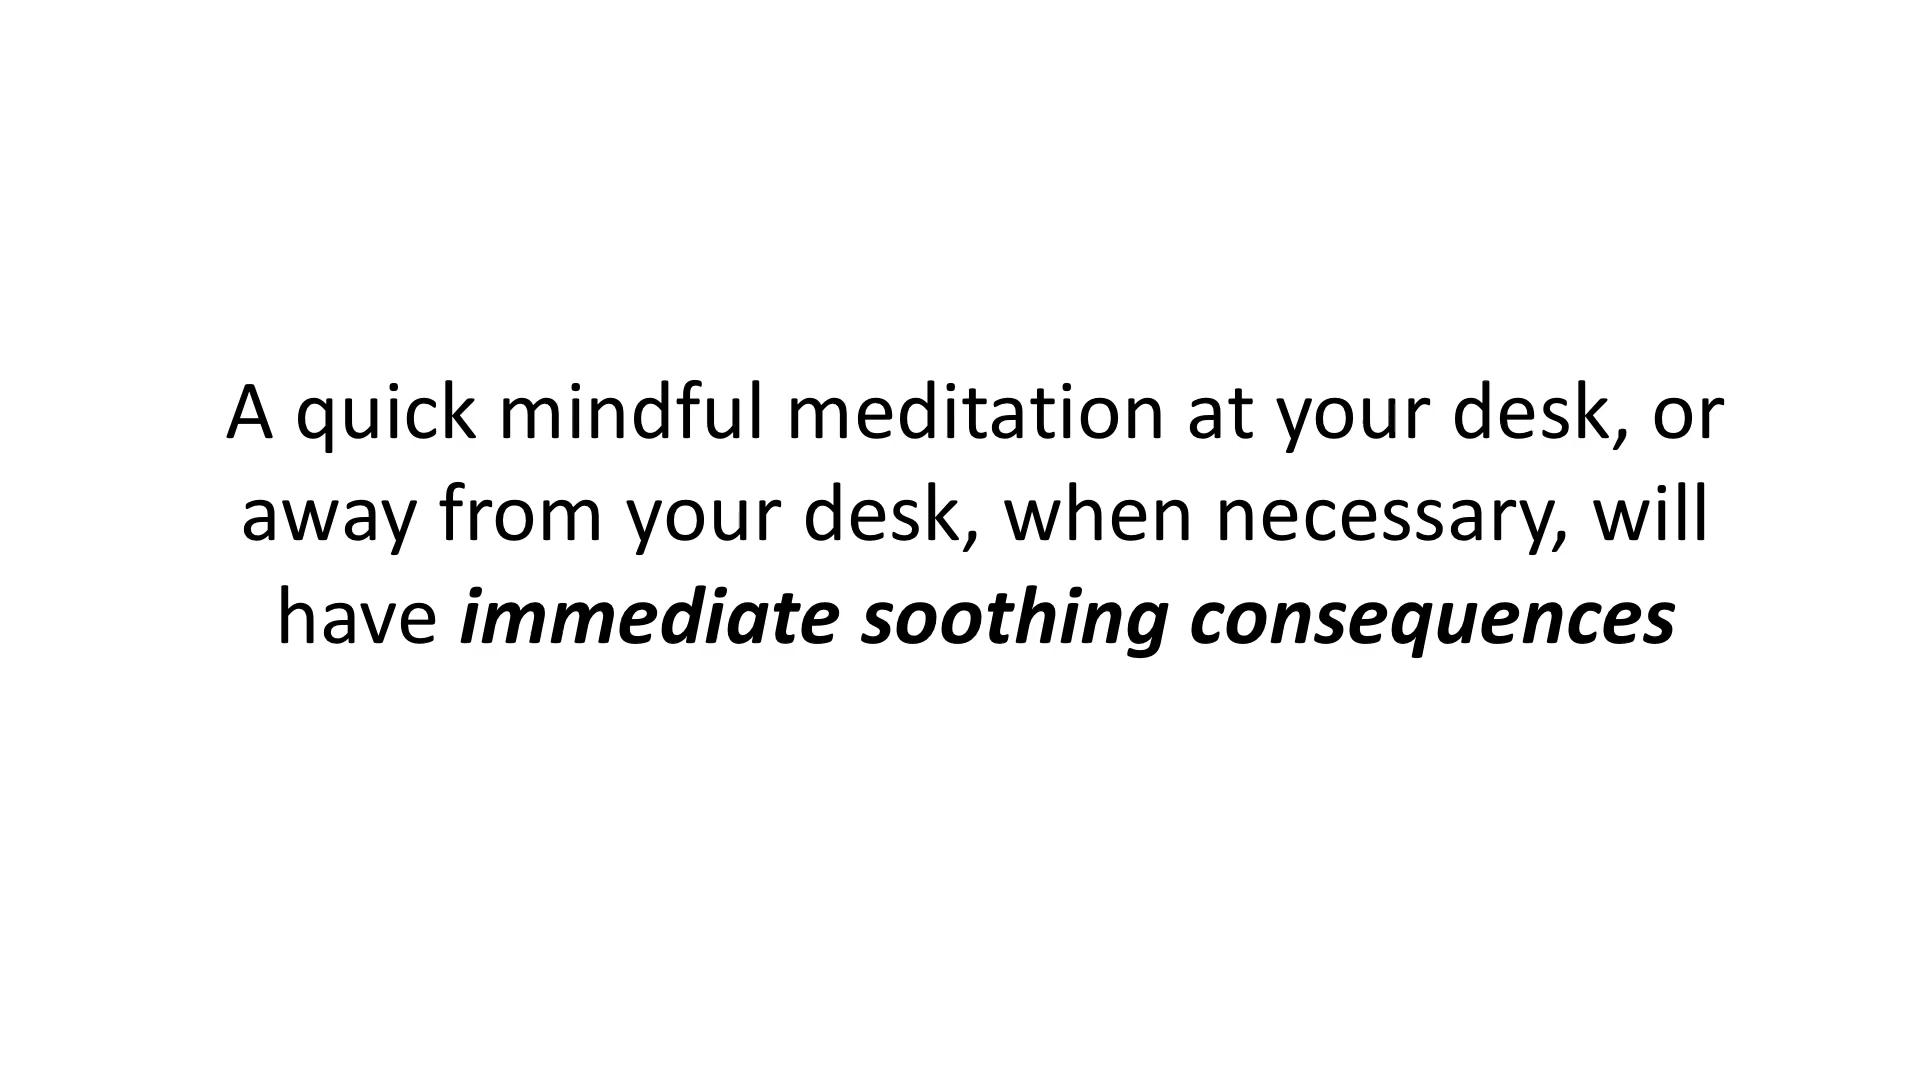 A quick mindful meditation at your desk, or
away from your desk, when necessary, will
have immediate soothing consequences